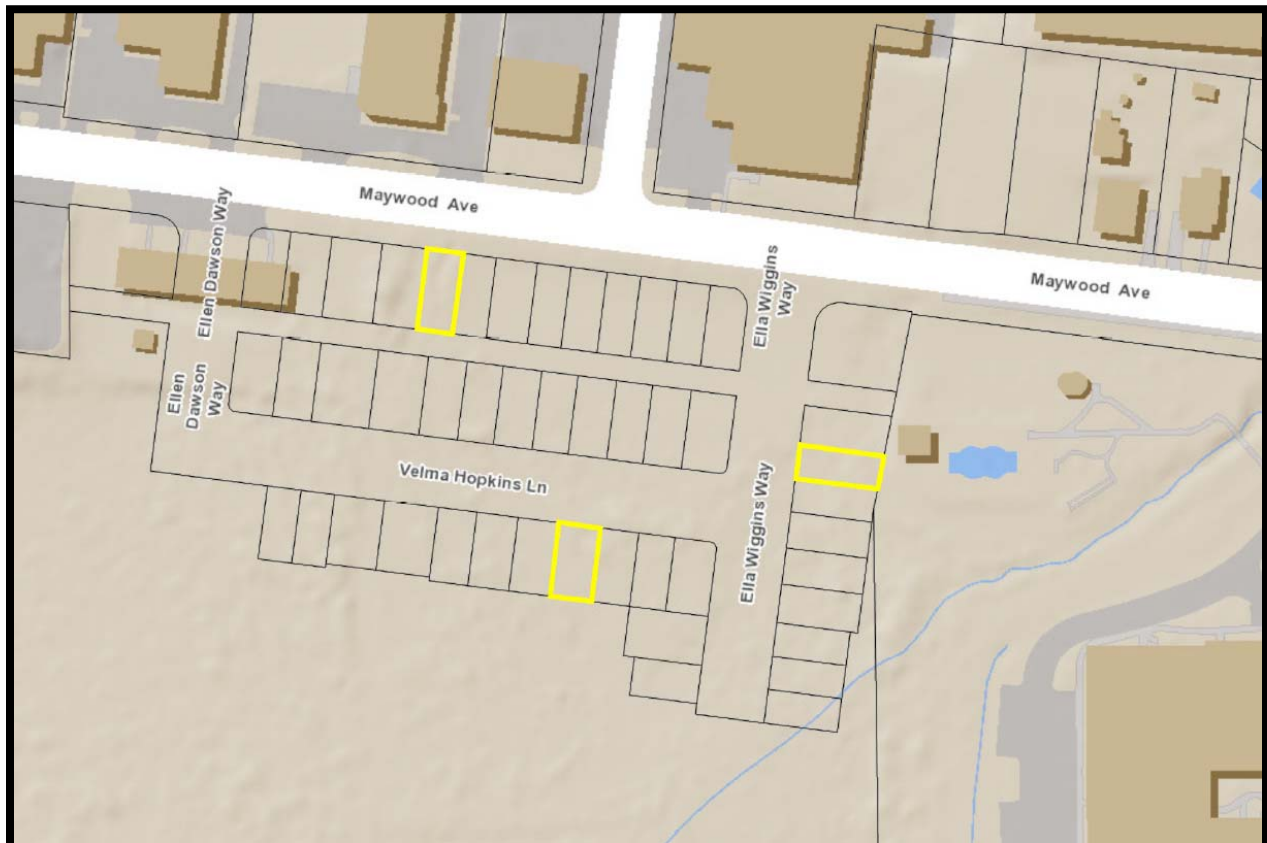 Maywood Ave
Ellen Dawson Way
Ella Wiggins
Way
Maywood Ave
Ellen
Dawson
Way
Velma Hopkins Ln
Ella Wiggins Way